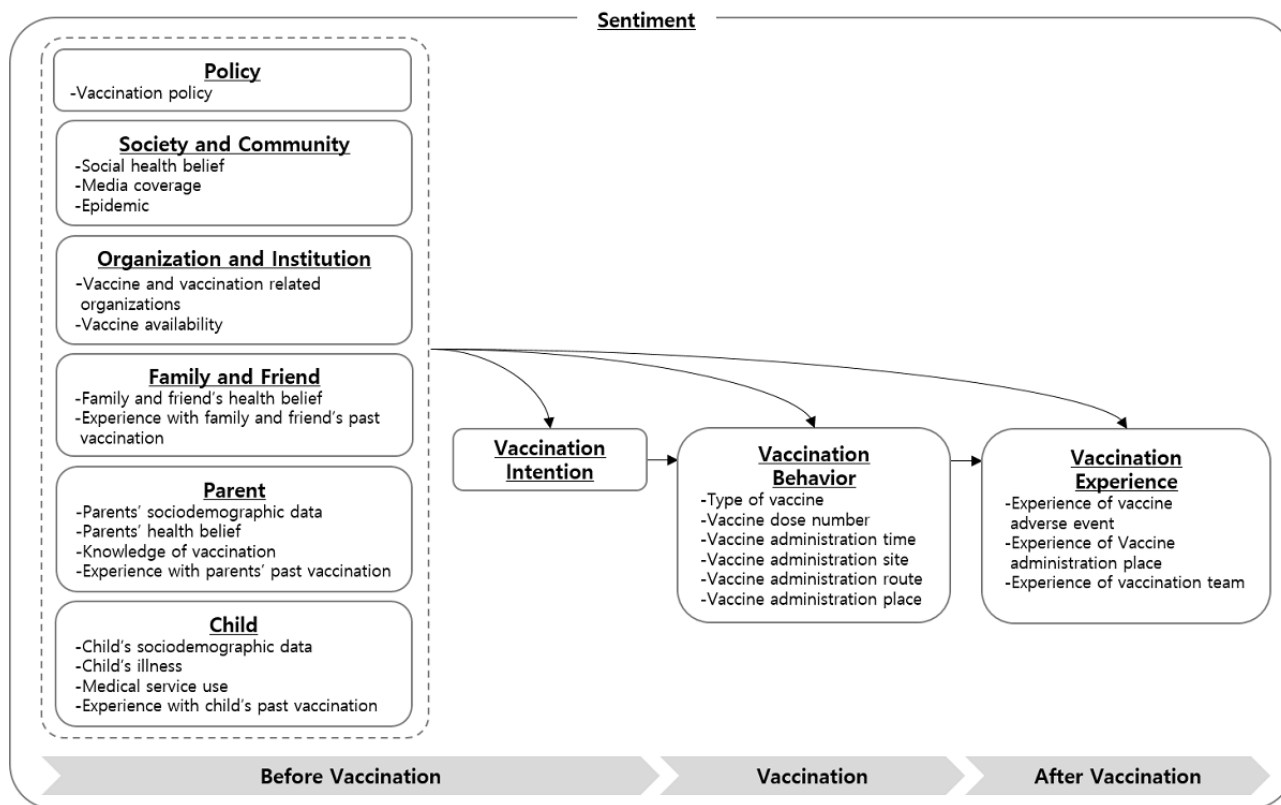 Sentiment
Policy
-Vaccination policy
Society and Community
-Social health belief
-Media coverage
-Epidemic
Organization and Institution
-Vaccine and vaccination related
organizations
-Vaccine availability
Family and Friend
-Family and friend's health belief
-Experience with family and friend's past
vaccination
Parent
-Parents' sociodemographic data
-Parents' health belief
-Knowledge of vaccination
-Experience with parents' past vaccination
Child
-Child's sociodemographic data
-Child's illness
-Medical service use
-Experience with child's past vaccination
Vaccination
Intention
Vaccination
Behavior
-Type of vaccine
-Vaccine dose number
-Vaccine administration time
-Vaccine administration site
-Vaccine administration route
-Vaccine administration place
Vaccination
Experience
-Experience of vaccine
adverse event
-Experience of Vaccine
administration place
-Experience of vaccination team
Before Vaccination
Vaccination
After Vaccination